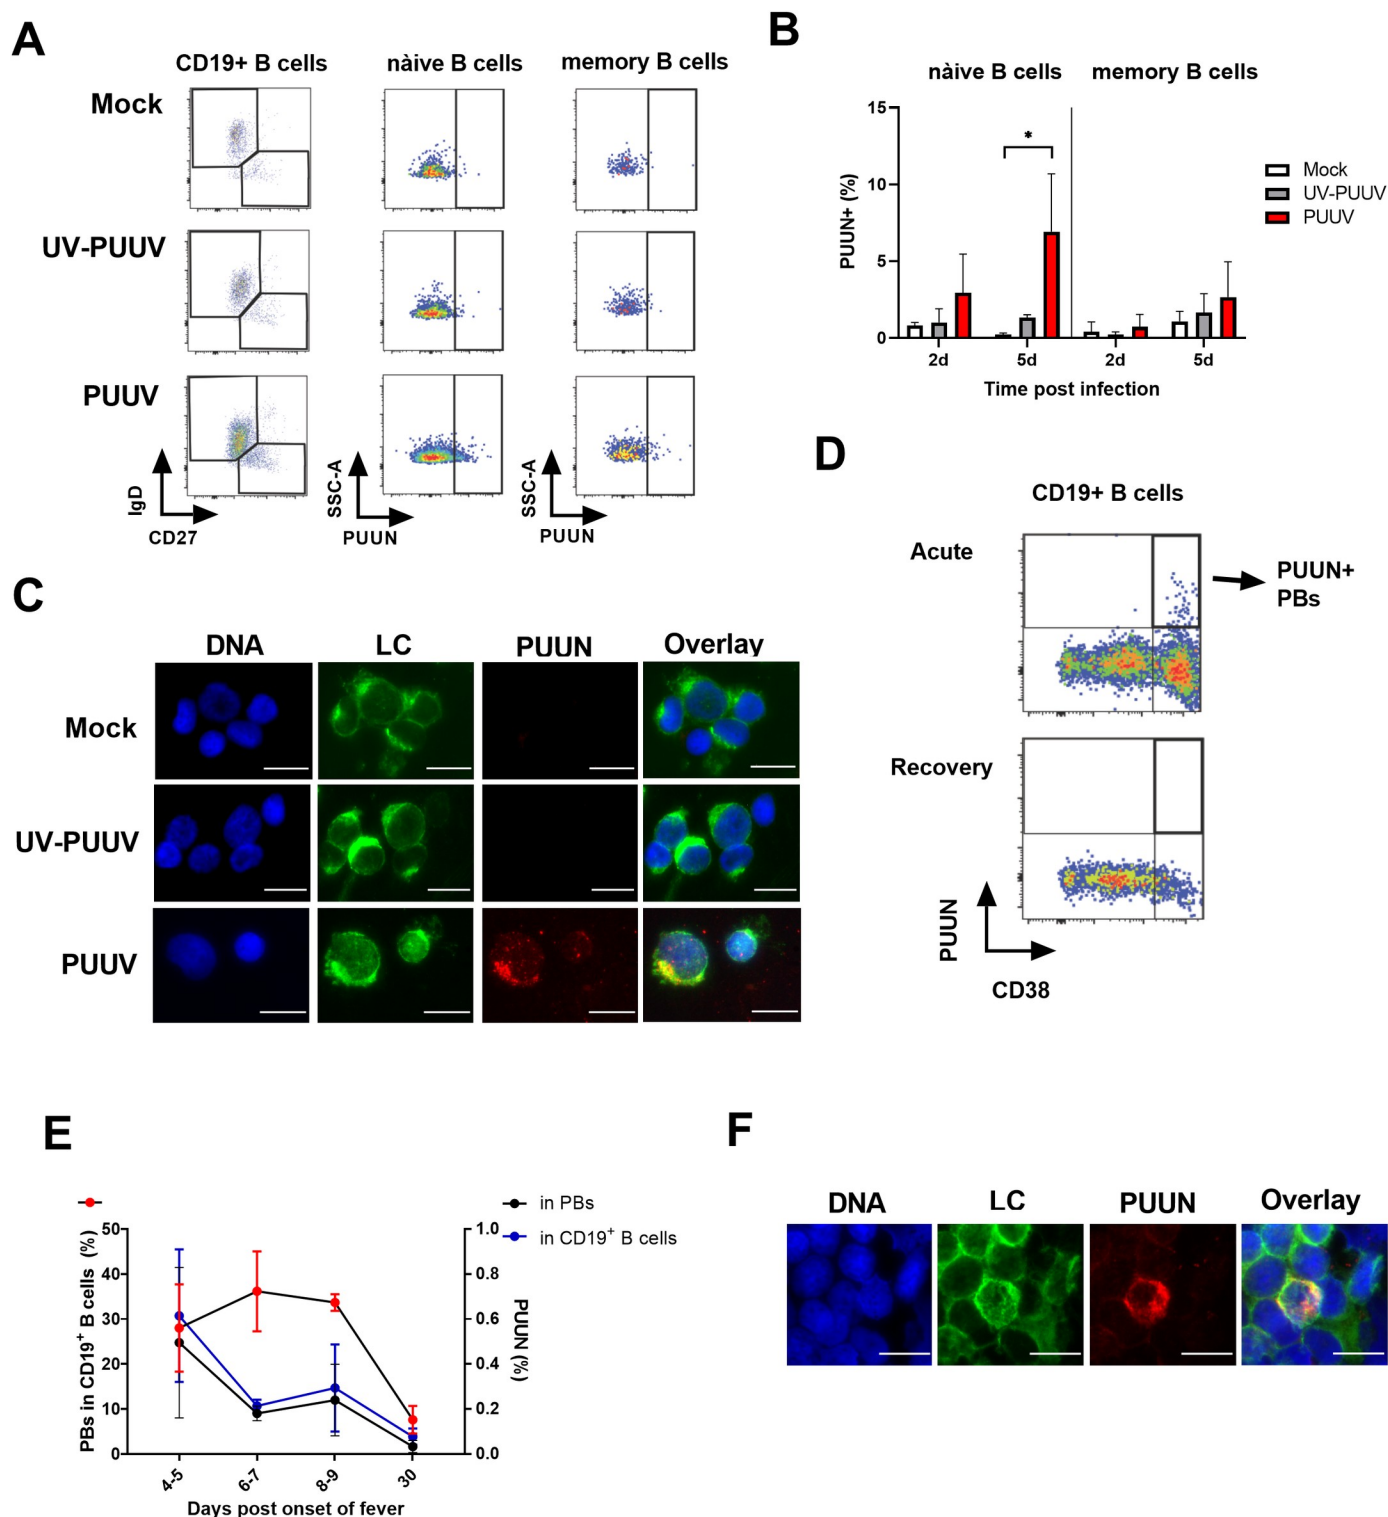 A
CD19+ B cells
nàive B cells
memory B cells
Mock
UV-PUUV
PUUV
IgD
CD27
SSC-A
PUUN
SSC-A
PUUN
B
nàive B cells
memory B cells
15
10
5
0
PUUN+ (%)
*
2d
5d
2d
5d
Time post infection
Mock
UV-PUUV
PUUV
C
DNA
LC
PUUN
Overlay
Mock
UV-PUUV
PUUV
D
CD19+ B cells
Acute
PUUN+
PBs
Recovery
PUUN
CD38
E
in PBs
in CD19+ B cells
PBs in CD19+ B cells (%)
50
40
30
20
10
0
1.0
0.8
0.6
0.4
0.2
0.0
PUUN (%)
4-5
6-7
8-9
30
Days post onset of fever
F
DNA
LC
PUUN
Overlay